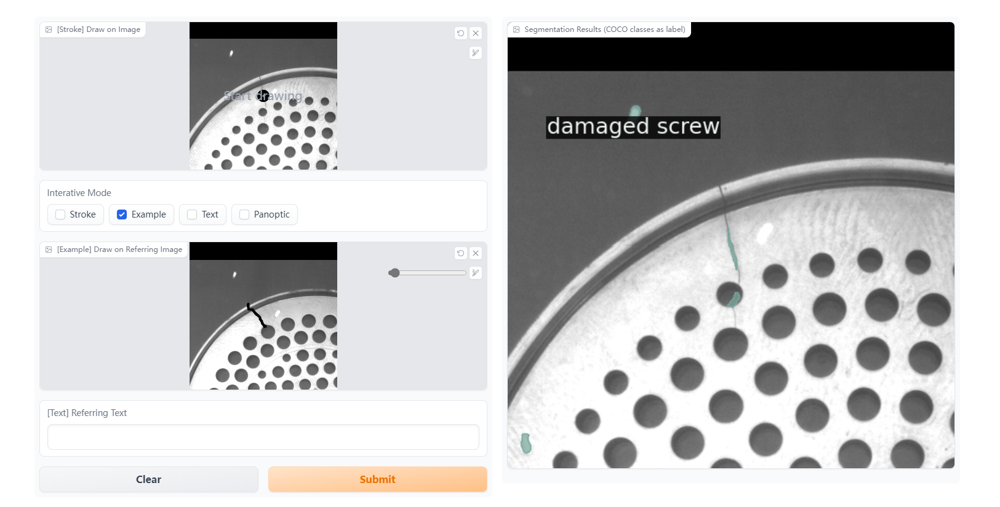 [Stroke] Draw on Image
Start drawing
Interative Mode
Stroke
Example
Text
Panoptic
[Example] Draw on Referring Image
[Text] Referring Text
Clear
Submit
Segmentation Results (COCO classes as label)
damaged screw